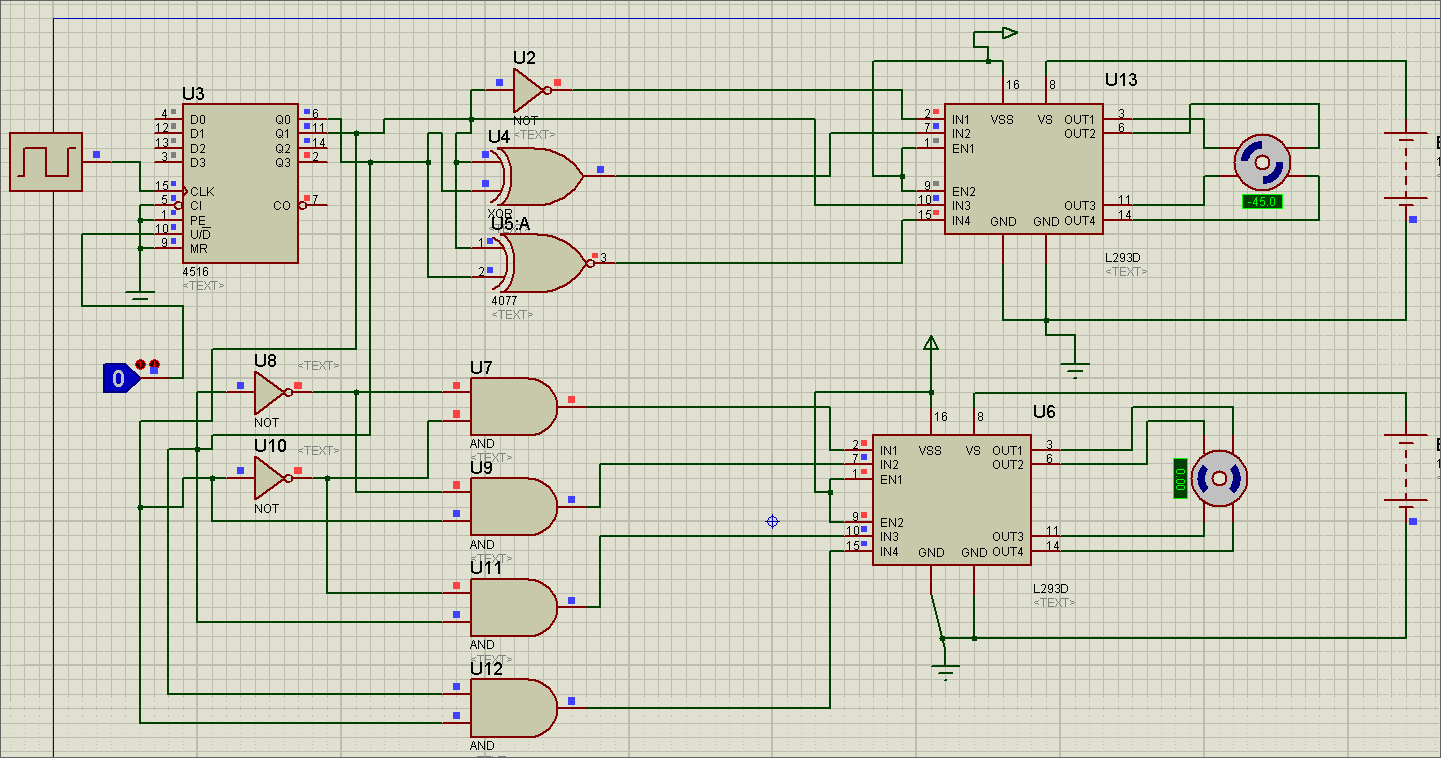 U3
4 D0 Q0 6
12 D1 Q1 11
13 D2 Q2 14
3 D3 Q3 2
15 CLK
5 CI CO 7
1 PE
10 U/D
9 MR
4516
<TEXT>
0
U2
NOT
<TEXT>
U4
XOR
U5:A
1
2
3
4077
<TEXT>
U13
16 8
2 IN1 VSS VS OUT1 3
7 IN2 OUT2 6
1 EN1
9 EN2
10 IN3 OUT3 11
15 IN4 GND GND OUT4 14
L293D
<TEXT>
-45.0
U8
<TEXT>
NOT
U10
<TEXT>
NOT
U7
AND
<TEXT>
U9
AND
<TEXT>
U11
AND
<TEXT>
U12
AND
<TEXT>
U6
16 8
2 IN1 VSS VS OUT1 3
7 IN2 OUT2 6
1 EN1
9 EN2
10 IN3 OUT3 11
15 IN4 GND GND OUT4 14
L293D
<TEXT>
0.00